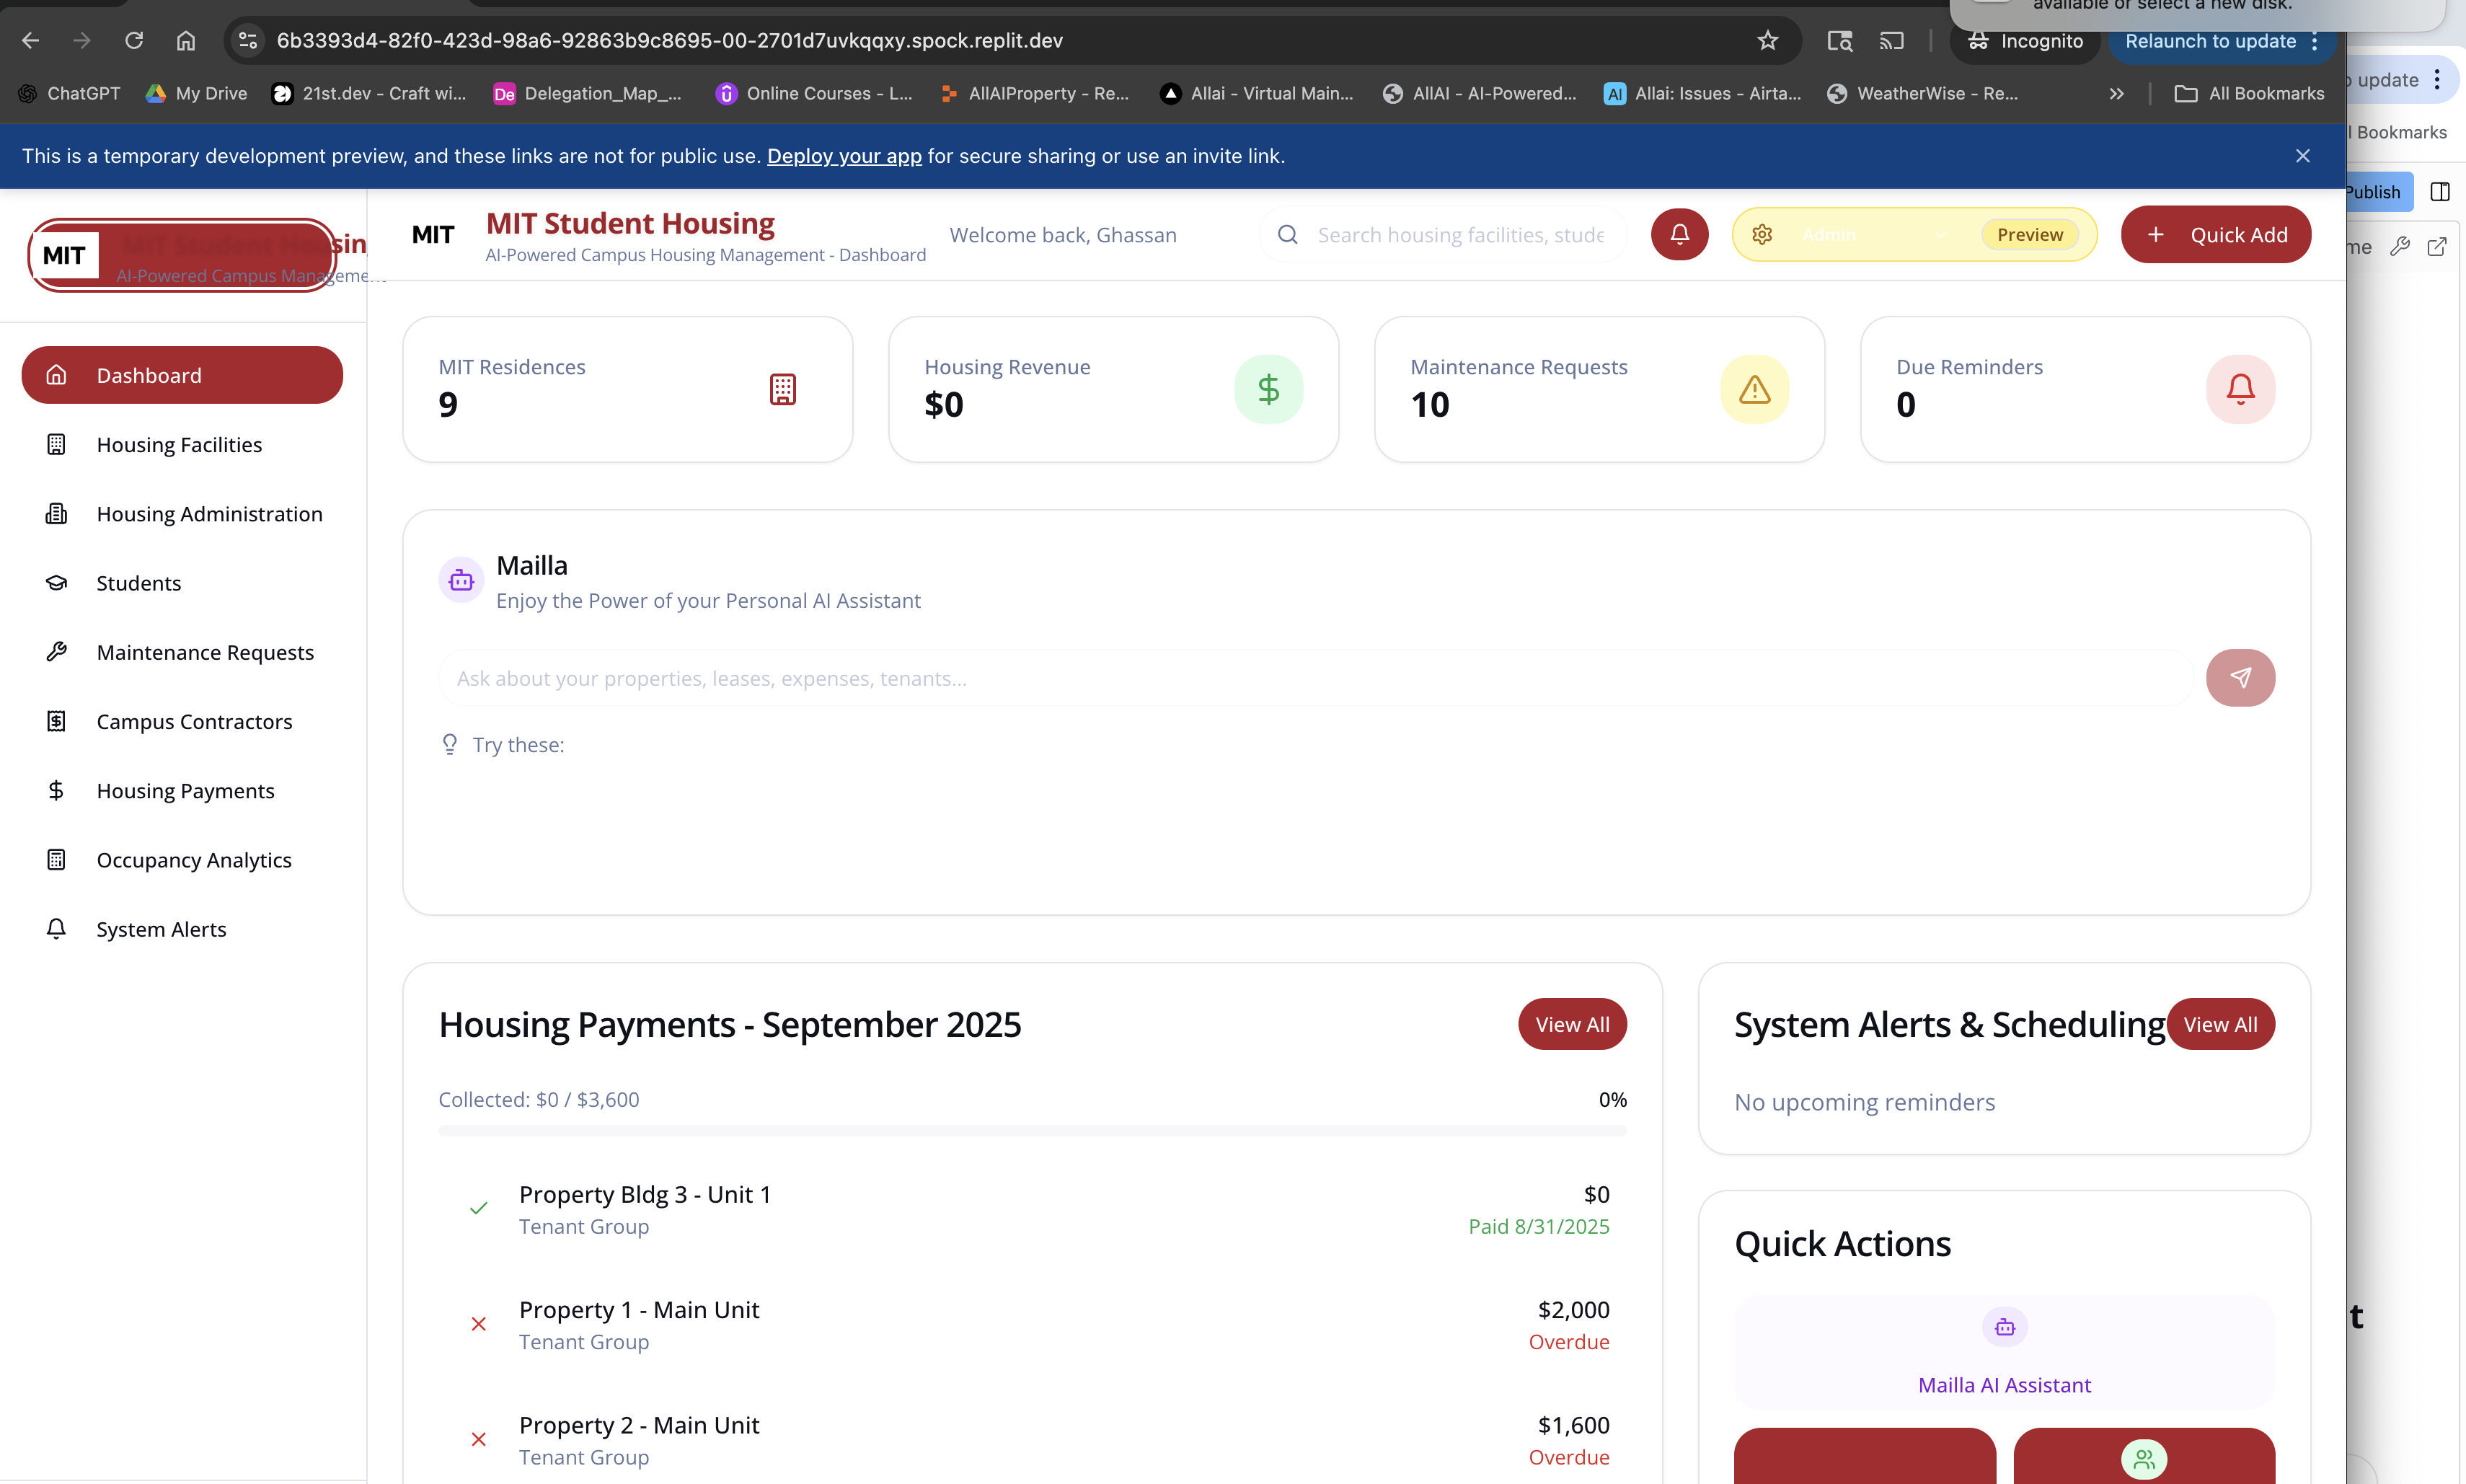 available or select a new disk.
6b3393d4-82f0-423d-98a6-92863b9c8695-00-2701d7uvkqqxy.spock.replit.dev
Incognito
Relaunch to update
update
ChatGPT
My Drive
21st.dev - Craft wi...
De Delegation_Map_...
Online Courses - L...
AllAIProperty - Re...
Allai - Virtual Main...
AllAI - AI-Powered...
AI Allai: Issues - Airta...
WeatherWise - Re...
All Bookmarks
Bookmarks
This is a temporary development preview, and these links are not for public use. Deploy your app for secure sharing or use an invite link.
Publish
MIT
MIT Student Housin
AI-Powered Campus Manageme
MIT
MIT Student Housing
AI-Powered Campus Housing Management - Dashboard
Welcome back, Ghassan
Search housing facilities, stude
Admin
Preview
Quick Add
me
Dashboard
Housing Facilities
Housing Administration
Students
Maintenance Requests
Campus Contractors
Housing Payments
Occupancy Analytics
System Alerts
MIT Residences
9
Housing Revenue
$0
Maintenance Requests
10
Due Reminders
0
Mailla
Enjoy the Power of your Personal AI Assistant
Ask about your properties, leases, expenses, tenants...
Try these:
Housing Payments - September 2025
View All
Collected: $0 / $3,600
0%
Property Bldg 3 - Unit 1
$0
Tenant Group
Paid 8/31/2025
Property 1 - Main Unit
$2,000
Tenant Group
Overdue
Property 2 - Main Unit
$1,600
Tenant Group
Overdue
System Alerts & Scheduling
View All
No upcoming reminders
Quick Actions
Mailla AI Assistant
t